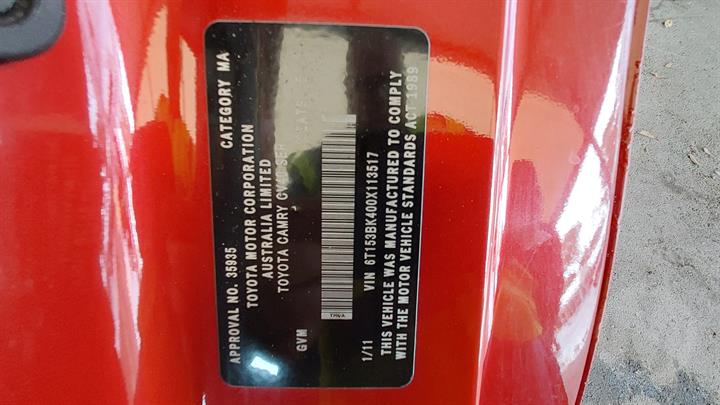 APPROVAL NO. 35935 CATEGORY MA
TOYOTA MOTOR CORPORATION
AUSTRALIA LIMITED
TOYOTA CAMRY
GVM
TMVA
1/11 VIN 6T153BK400X113517
THIS VEHICLE WAS MANUFACTURED TO COMPLY
WITH THE MOTOR VEHICLE STANDARDS ACT 1989